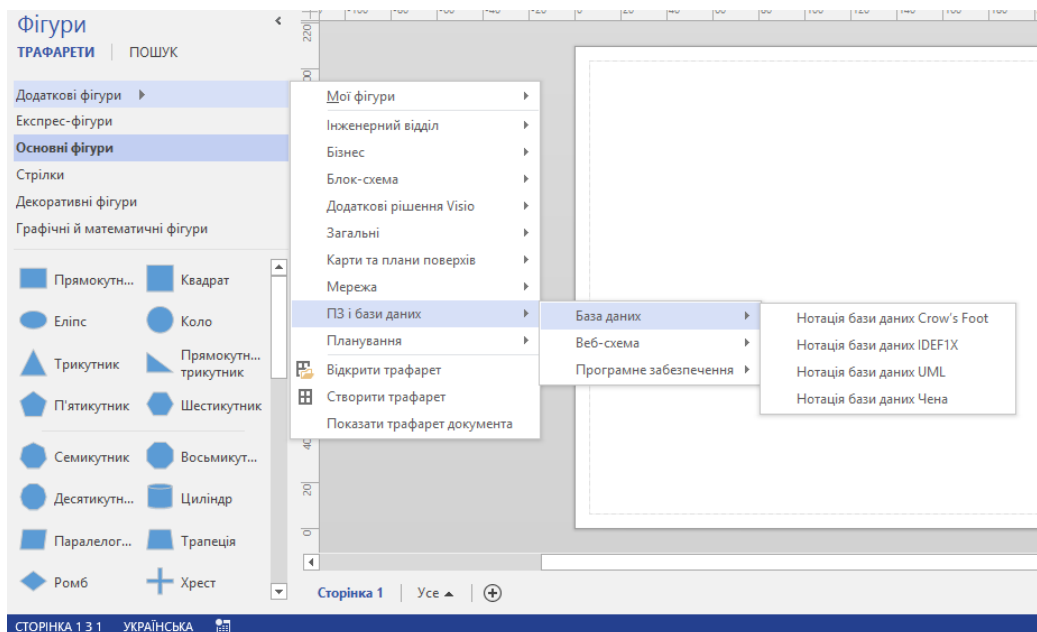 Фігури
ТРАФАРЕТИ ПОШУК
Додаткові фігури
Експрес-фігури
Основні фігури
Стрілки
Декоративні фігури
Графічні й математичні фігури
Прямокутн... Квадрат
Еліпс Коло
Трикутник Прямокутн... трикутник
П'ятикутник Шестикутник
Семикутник Восьмикут...
Десятикутн... Циліндр
Паралелог... Трапеція
Ромб Хрест
Мої фігури
Інженерний відділ
Бізнес
Блок-схема
Додаткові рішення Visio
Загальні
Карти та плани поверхів
Мережа
ПЗ і бази даних
Планування
Відкрити трафарет
Створити трафарет
Показати трафарет документа
База даних
Веб-схема
Програмне забезпечення
Нотація бази даних Crow's Foot
Нотація бази даних IDEF1X
Нотація бази даних UML
Нотація бази даних Чена
220
40
20
0
Сторінка 1 Усе
СТОРІНКА 1 З 1 УКРАЇНСЬКА